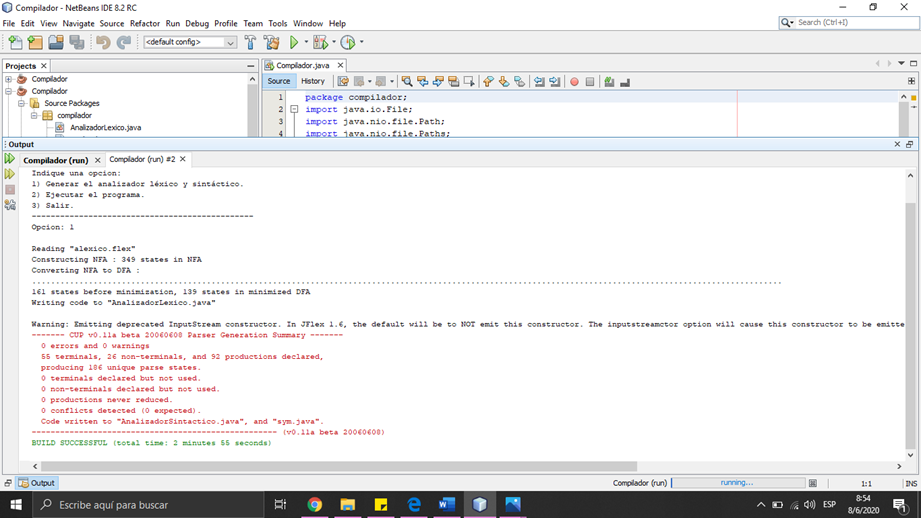 Compilador - NetBeans IDE 8.2 RC
File Edit View Navigate Source Refactor Run Debug Profile Team Tools Window Help
Search (Ctrl+I)
<default config>
Projects
Compilador.java
Compilador
Compilador
Source Packages
compilador
AnalizadorLexico.java
Source History
1 package compilador;
2 import java.io.File;
3 import java.nio.file.Path;
4 import java.nio.file.Paths;
Output
Compilador (run) Compilador (run) #2
Indique una opcion:
1) Generar el analizador léxico y sintáctico.
2) Ejecutar el programa.
3) Salir.
-----------------------------------------------
Opcion: 1
Reading "alexico.flex"
Constructing NFA : 349 states in NFA
Converting NFA to DFA :
...............................................................................................................................................................
161 states before minimization, 139 states in minimized DFA
Writing code to "AnalizadorLexico.java"
Warning: Emitting deprecated InputStream constructor. In JFlex 1.6, the default will be to NOT emit this constructor. The inputstreamctor option will cause this constructor to be emitte
------- CUP v0.11a beta 20060608 Parser Generation Summary -------
0 errors and 0 warnings
55 terminals, 26 non-terminals, and 92 productions declared,
producing 186 unique parse states.
0 terminals declared but not used.
0 non-terminals declared but not used.
0 productions never reduced.
0 conflicts detected (0 expected).
Code written to "AnalizadorSintactico.java", and "sym.java".
---------------------------------------------------- (v0.11a beta 20060608)
BUILD SUCCESSFUL (total time: 2 minutes 55 seconds)
Output
Compilador (run) running... 1:1 INS
Escribe aquí para buscar
ESP
8:54
8/6/2020
1